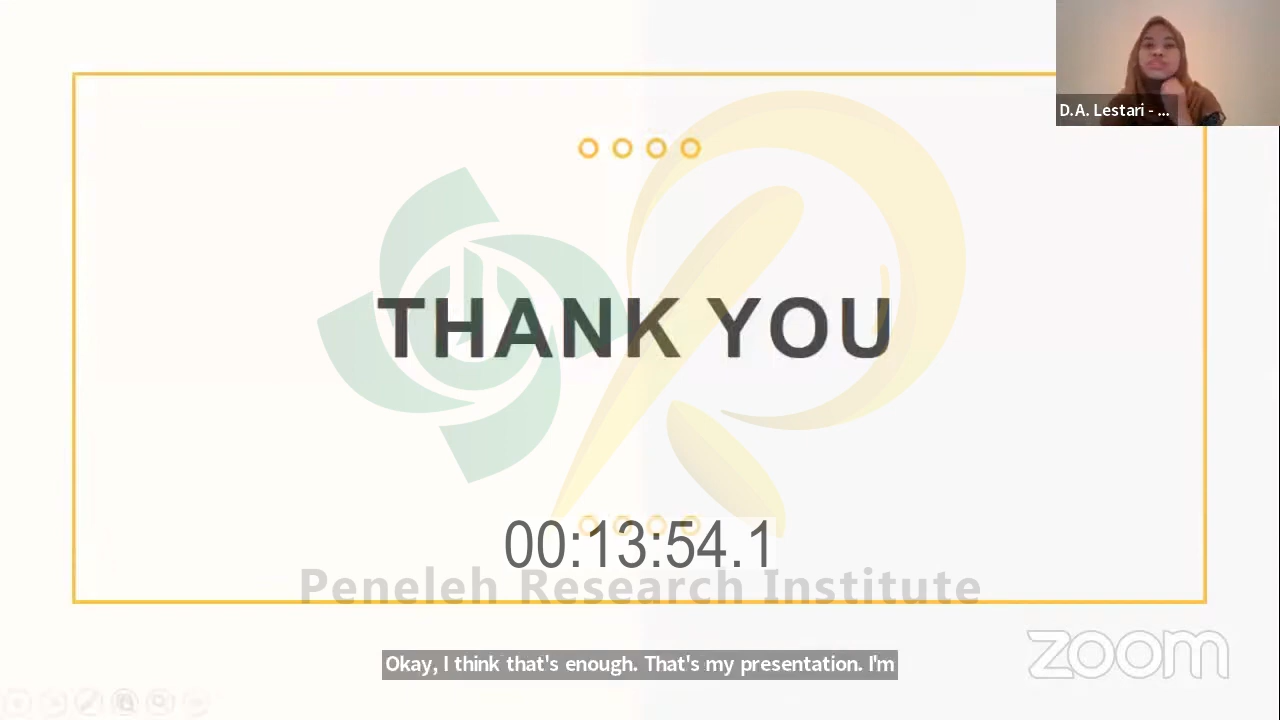 D.A. Lestari - ...
THANK YOU
00:13:54.1
Peneleh Research Institute
Okay, I think that's enough. That's my presentation. I'm
zoom